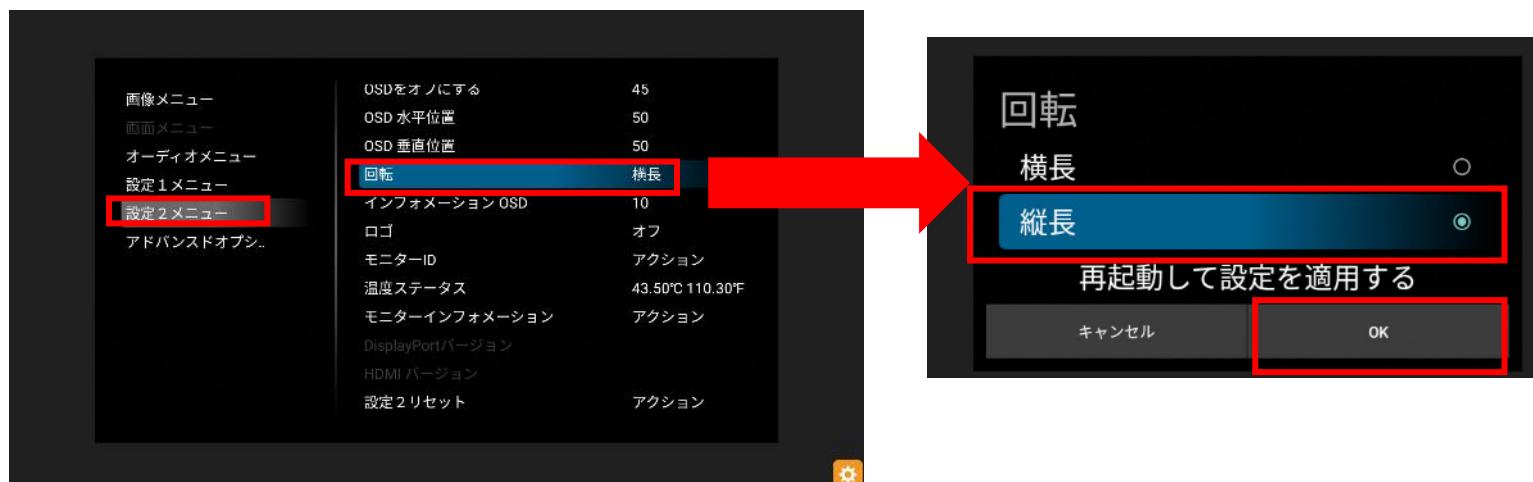 画像メニュー
画面メニュー
オーディオメニュー
設定1メニュー
設定2メニュー
アドバンスドオプシ..
OSDをオフにする 45
OSD 水平位置 50
OSD 垂直位置 50
回転 横長
インフォメーション OSD 10
ロゴ オフ
モニターID アクション
温度ステータス 43.50℃ 110.30℉
モニターインフォメーション アクション
DisplayPortバージョン
HDMI バージョン
設定2リセット アクション
回転
横長
縦長
再起動して設定を適用する
キャンセル OK